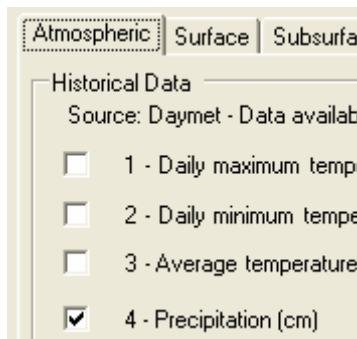 Atmospheric Surface Subsurfa
Historical Data
Source: Daymet - Data availab
1 - Daily maximum tempe
2 - Daily minimum tempe
3 - Average temperature
4 - Precipitation (cm)